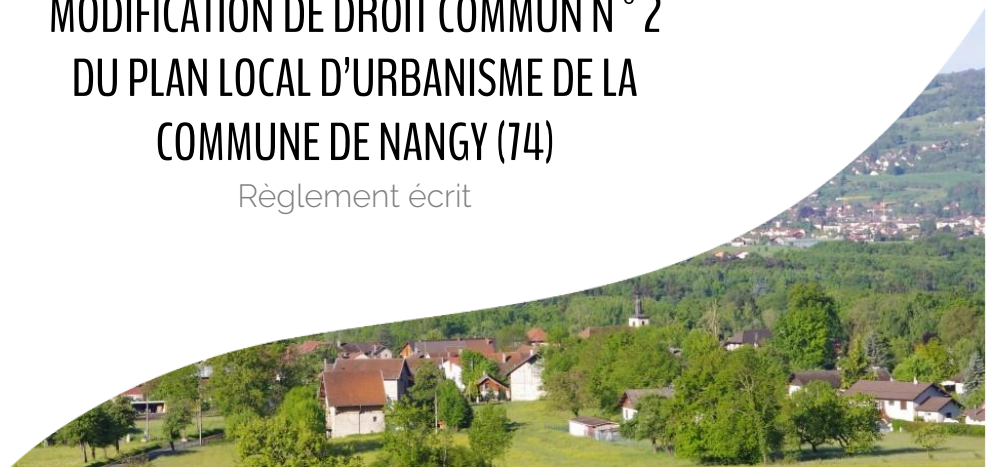 MODIFICATION DE DROIT COMMUN N°2
DU PLAN LOCAL D'URBANISME DE LA
COMMUNE DE NANGY (74)
Règlement écrit